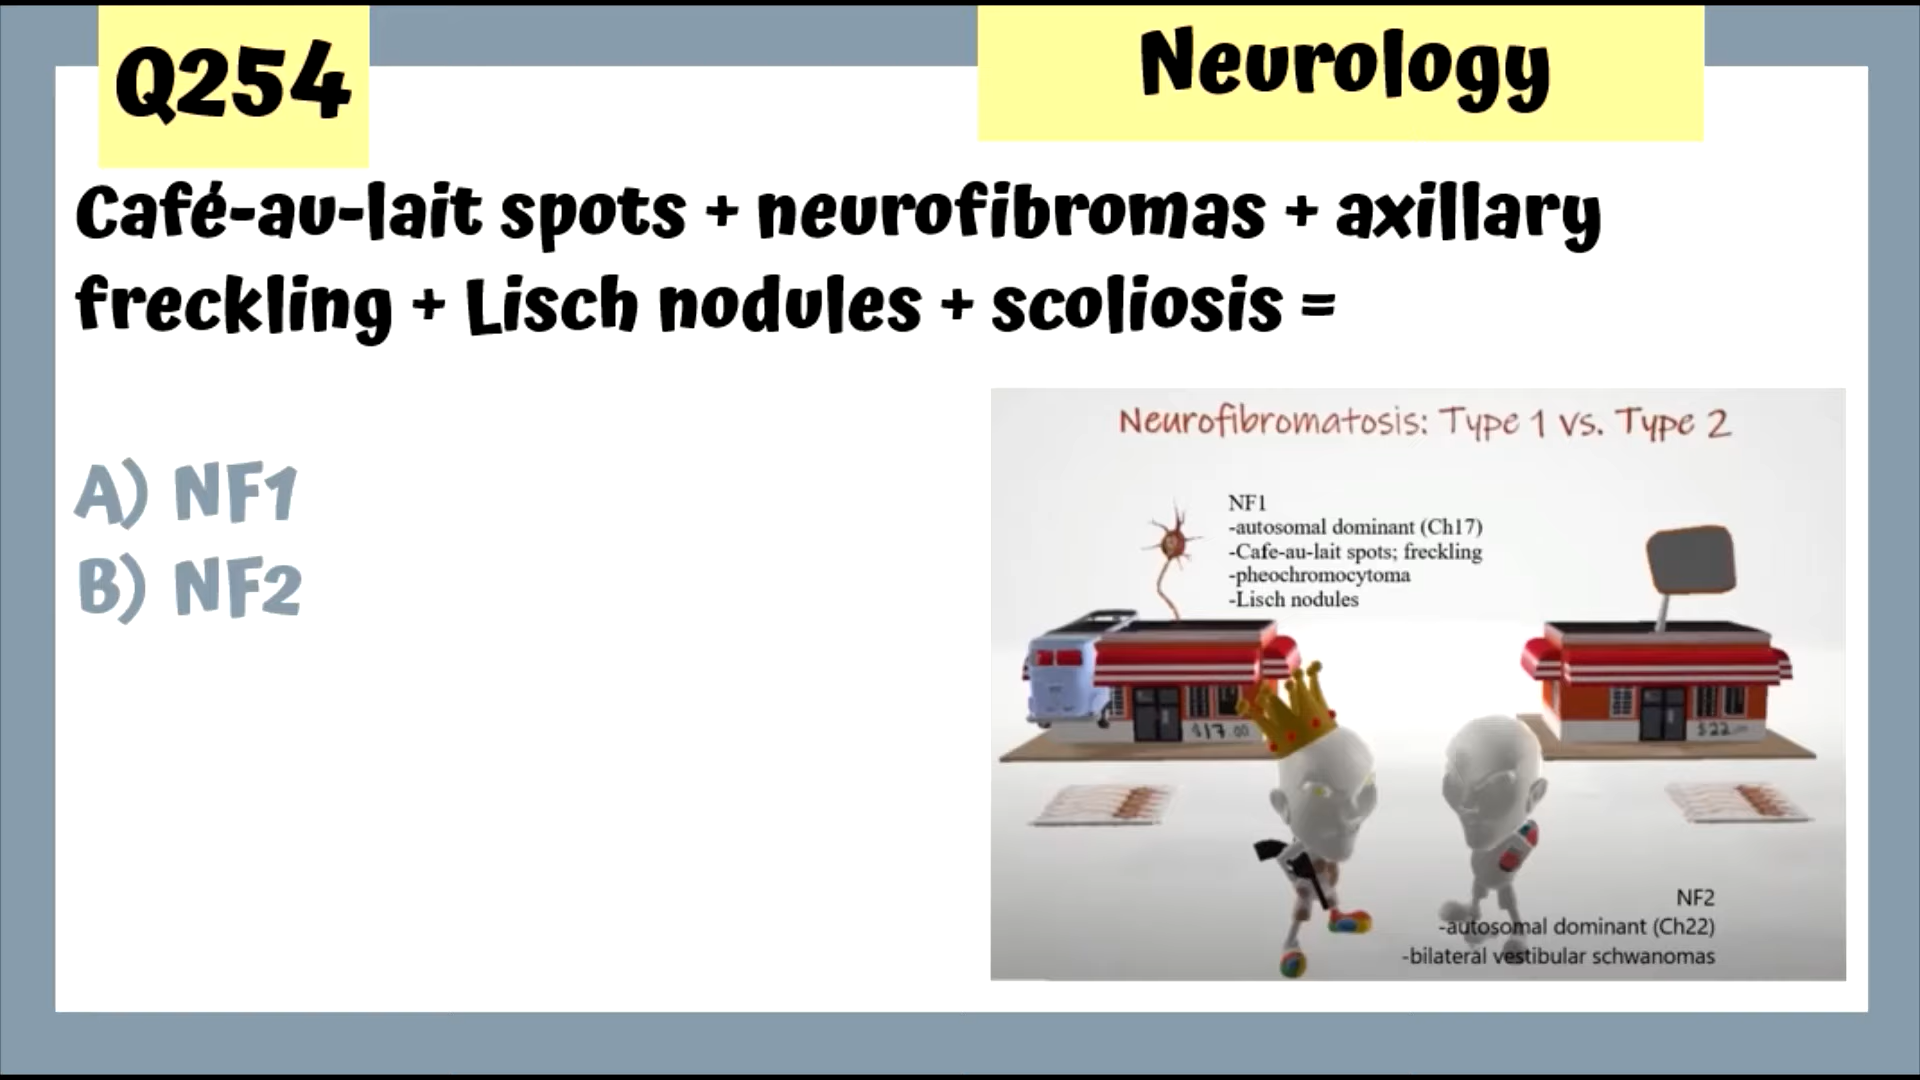 Q254
Neurology
Café-au-lait spots + neurofibromas + axillary
freckling + Lisch nodules + scoliosis =
A) NF1
B) NF2
Neurofibromatosis: Type 1 vs. Type 2
NF1
-autosomal dominant (Ch17)
-Cafe-au-lait spots; freckling
-pheochromocytoma
-Lisch nodules
$17.00
$22
NF2
-autosomal dominant (Ch22)
-bilateral vestibular schwanomas